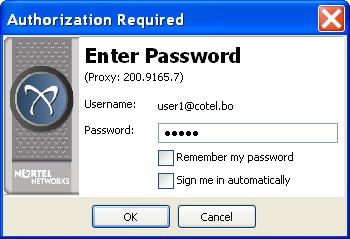 Authorization Required
Enter Password
(Proxy: 200.9165.7)
Username: user1@cotel.bo
Password: •••••
Remember my password
Sign me in automatically
NORTEL
NETWORKS
OK Cancel